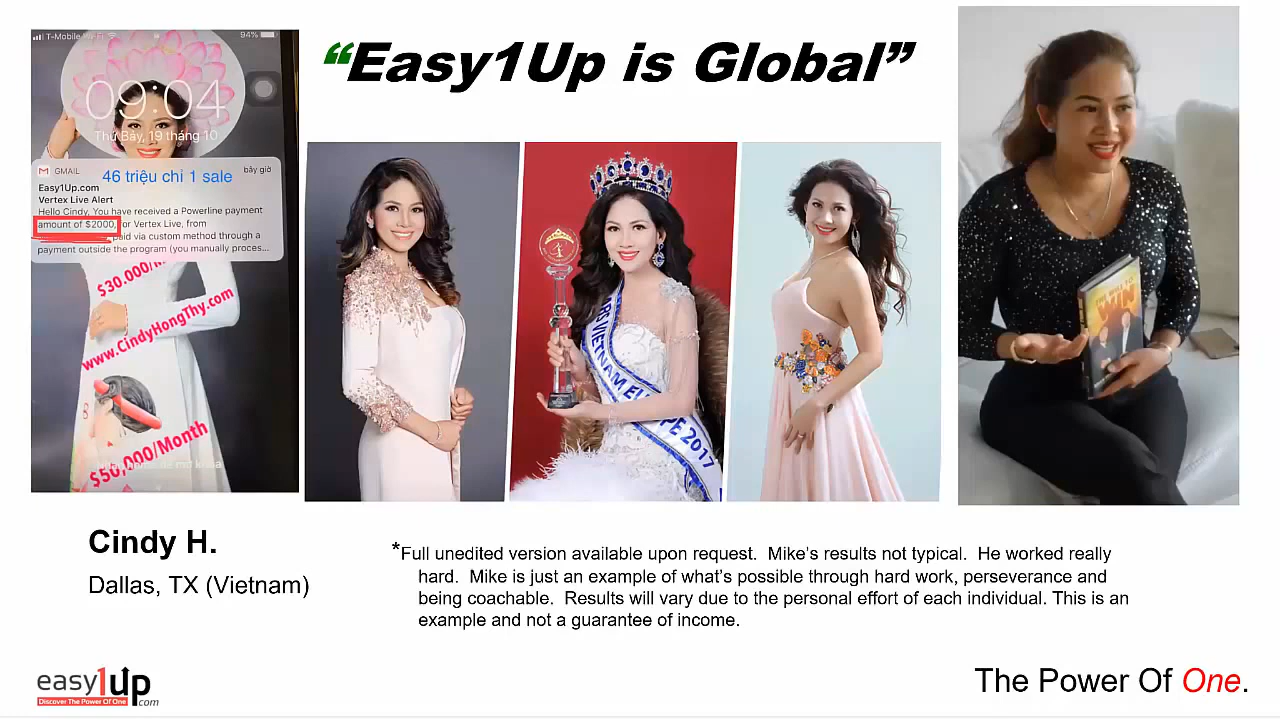 “Easy1Up is Global”
T-Mobile Wi-Fi 94%
09:04
Thứ Bảy, 19 tháng 10
GMAIL 46 triệu chỉ 1 sale bây giờ
Easy1Up.com
Vertex Live Alert
Hello Cindy, You have received a Powerline payment
amount of $2000, for Vertex Live, from
paid via custom method through a
payment outside the program (you manually proces...
$30.000/M
www.CindyHongThy.com
$50,000/Month
MRS VIETNAM EUROPE 2017
Cindy H.
Dallas, TX (Vietnam)
*Full unedited version available upon request. Mike’s results not typical. He worked really
hard. Mike is just an example of what’s possible through hard work, perseverance and
being coachable. Results will vary due to the personal effort of each individual. This is an
example and not a guarantee of income.
easy1up
.com
Discover The Power Of One
The Power Of One.